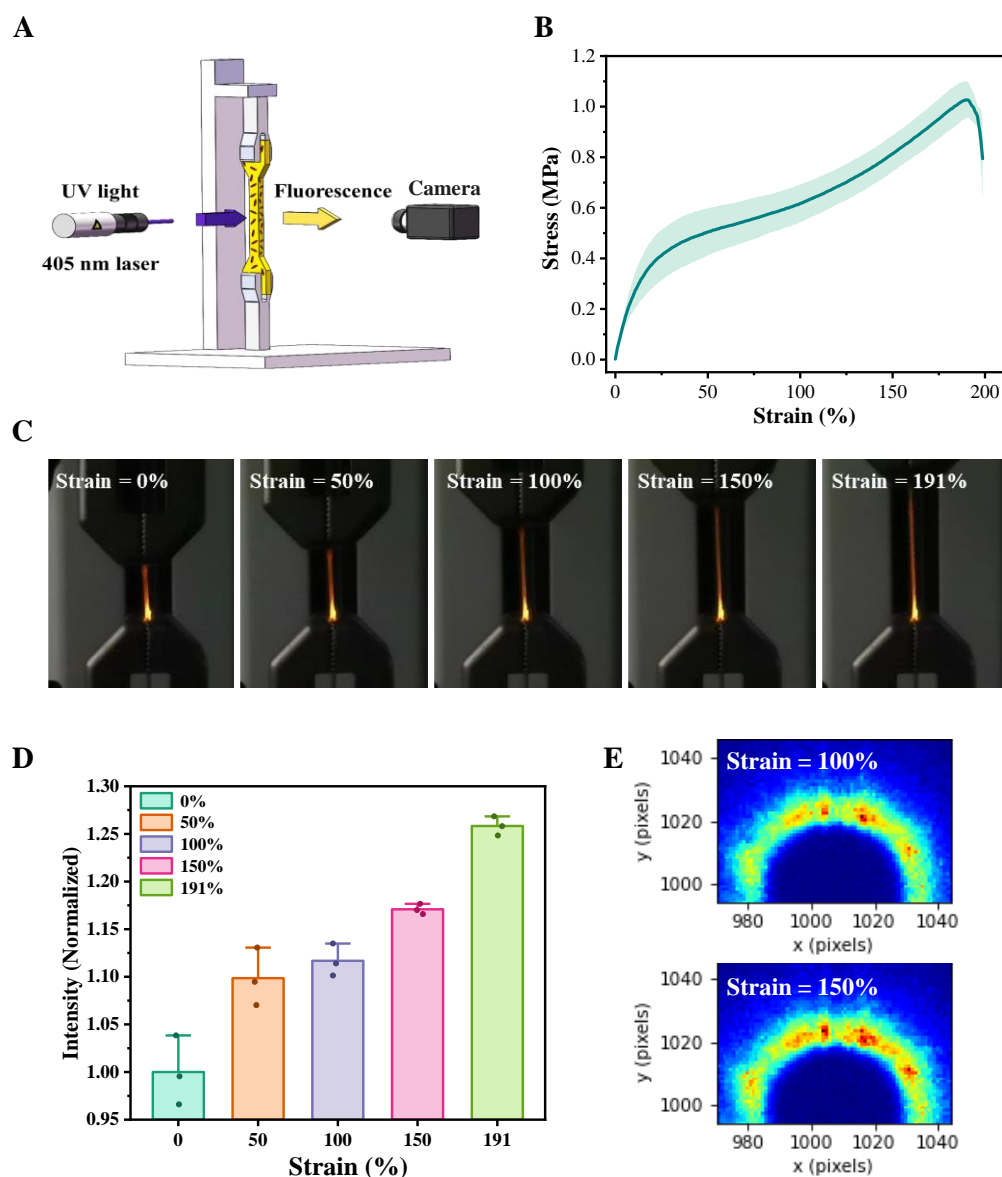 A
UV light
405 nm laser
Fluorescence
Camera
B
Stress (MPa)
1.2
1.0
0.8
0.6
0.4
0.2
0.0
0 50 100 150 200
Strain (%)
C
Strain = 0%
Strain = 50%
Strain = 100%
Strain = 150%
Strain = 191%
D
Intensity (Normalized)
1.30
1.25
1.20
1.15
1.10
1.05
1.00
0.95
0%
50%
100%
150%
191%
0 50 100 150 191
Strain (%)
E
Strain = 100%
y (pixels)
1040
1020
1000
980 1000 1020 1040
x (pixels)
Strain = 150%
y (pixels)
1040
1020
1000
980 1000 1020 1040
x (pixels)